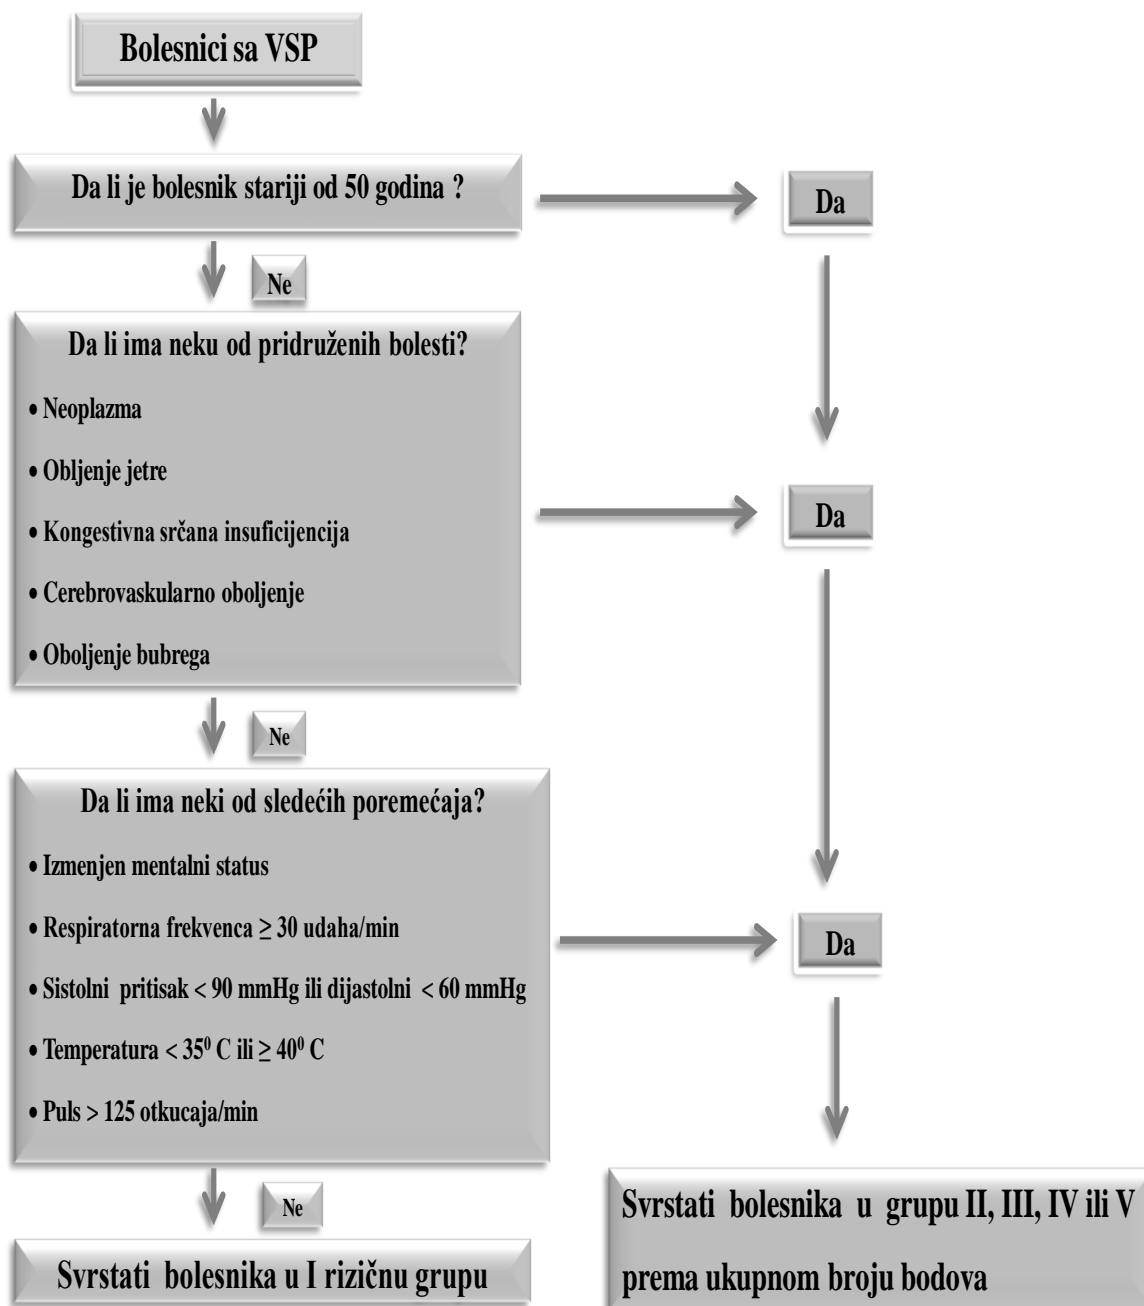 Bolesnici sa VSP
Da li je bolesnik stariji od 50 godina ?
Da
Ne
Da li ima neku od pridruženih bolesti?
• Neoplazma
• Obljenje jetre
• Kongestivna srčana insuficijencija
• Cerebrovaskularno oboljenje
• Oboljenje bubrega
Da
Ne
Da li ima neki od sledećih poremećaja?
• Izmenjen mentalni status
• Respiratorna frekvenca ≥ 30 udaha/min
• Sistolni pritisak < 90 mmHg ili dijastolni < 60 mmHg
• Temperatura < 35⁰ C ili ≥ 40⁰ C
• Puls > 125 otkucaja/min
Da
Ne
Svrstati bolesnika u I rizičnu grupu
Svrstati bolesnika u grupu II, III, IV ili V
prema ukupnom broju bodova